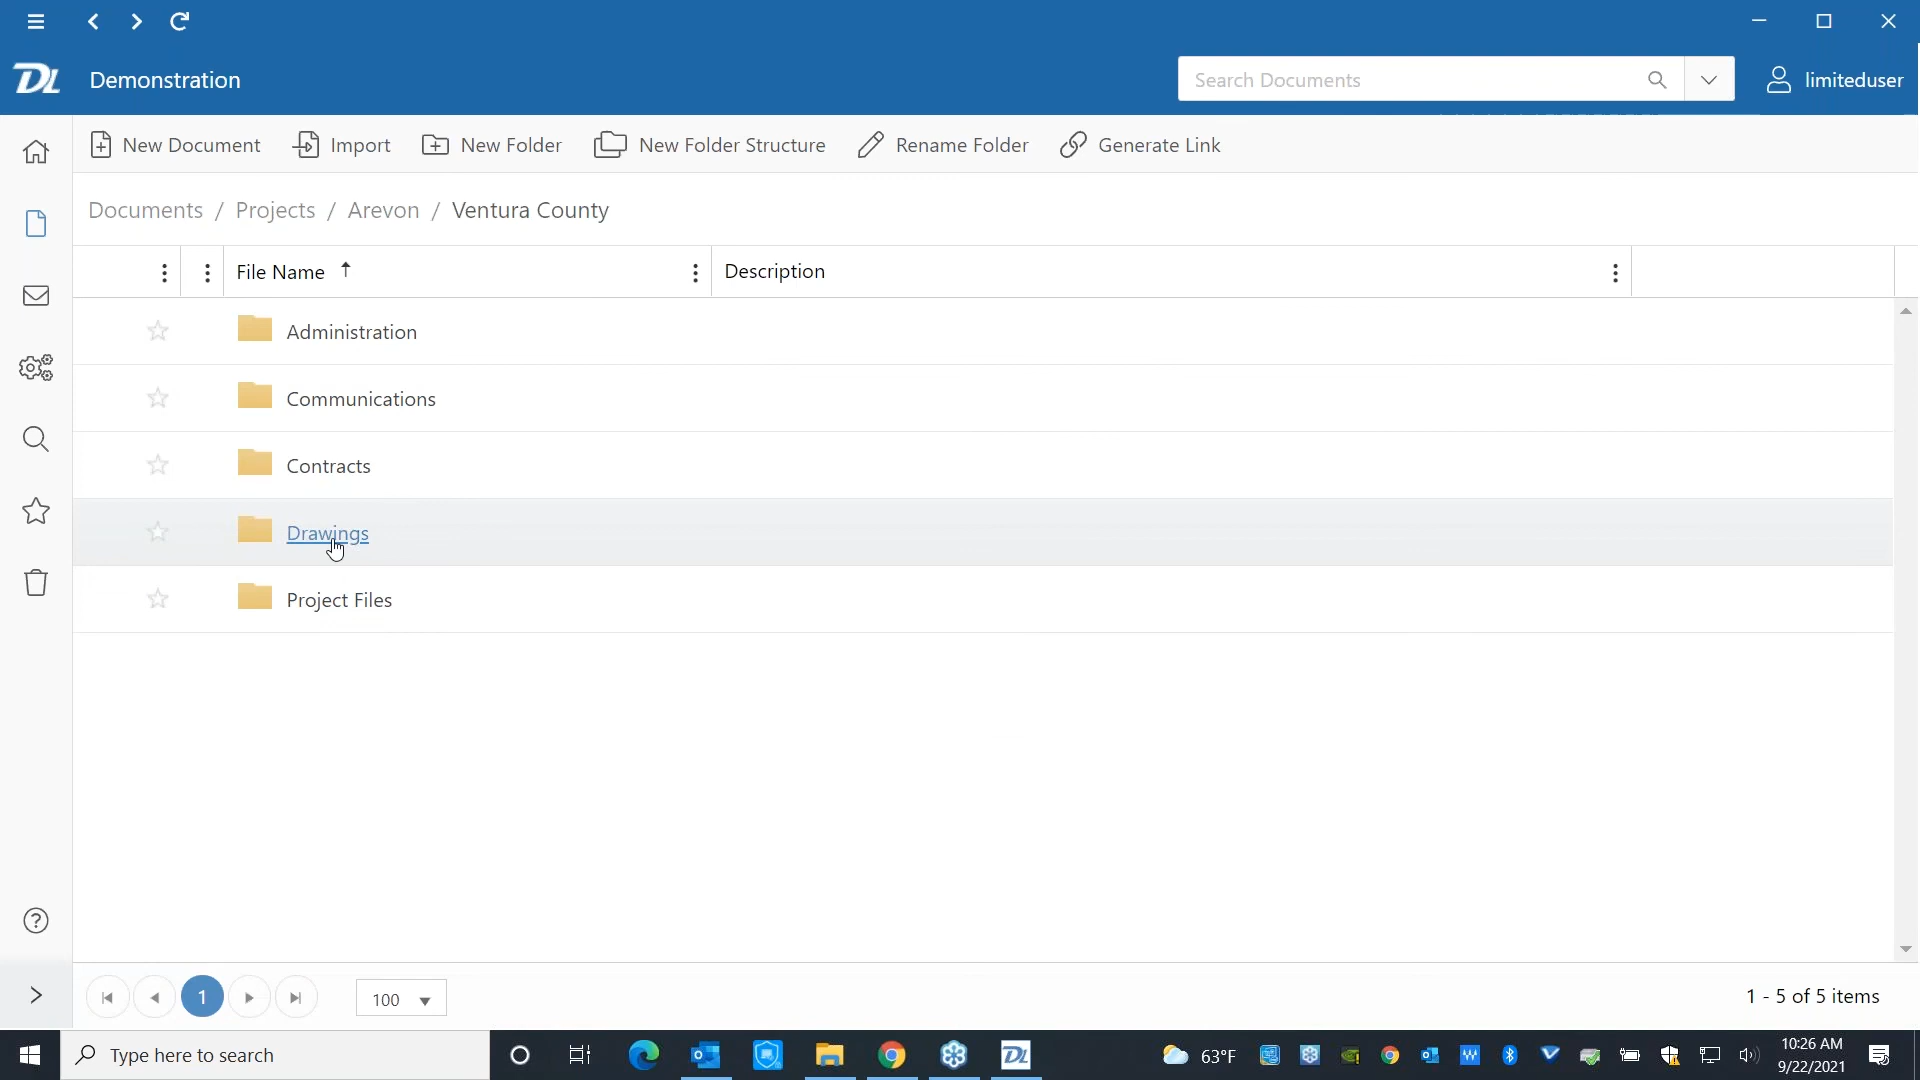 DL Demonstration
Search Documents
limiteduser
New Document Import New Folder New Folder Structure Rename Folder Generate Link
Documents / Projects / Arevon / Ventura County
File Name Description
Administration
Communications
Contracts
Drawings
Project Files
1 100 1 - 5 of 5 items
Type here to search
DL
63°F
10:26 AM
9/22/2021